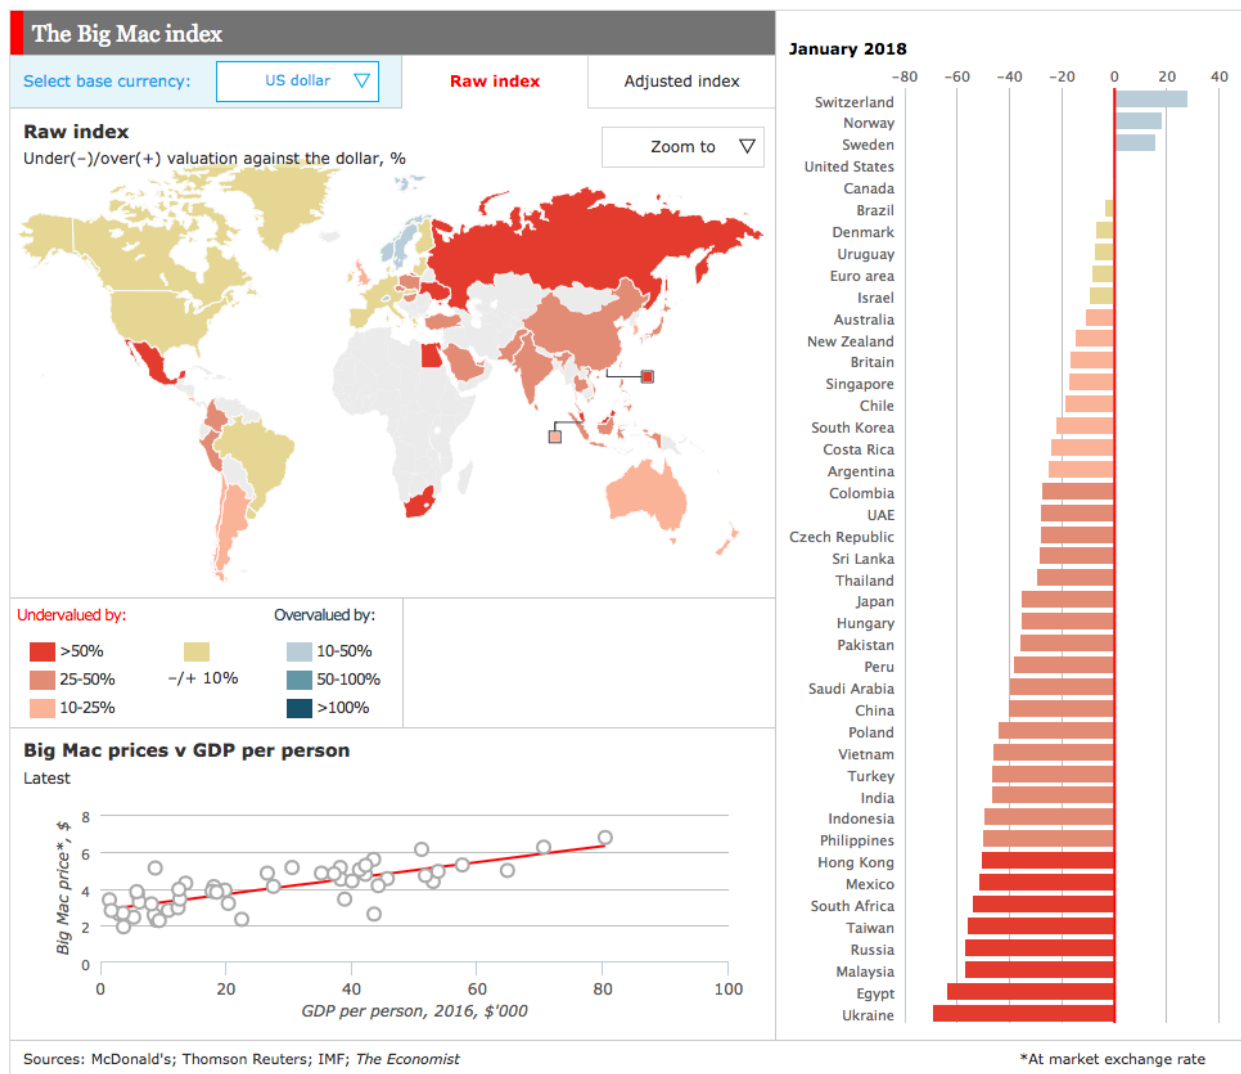 The Big Mac index
Select base currency:
US dollar
Raw index
Adjusted index
Raw index
Under(−)/over(+) valuation against the dollar, %
Zoom to
Undervalued by:
>50%
25-50%
10-25%
−/+ 10%
Overvalued by:
10-50%
50-100%
>100%
Big Mac prices v GDP per person
Latest
Big Mac price*, $
8
6
4
2
0
0 20 40 60 80 100
GDP per person, 2016, $'000
January 2018
-80 -60 -40 -20 0 20 40
Switzerland
Norway
Sweden
United States
Canada
Brazil
Denmark
Uruguay
Euro area
Israel
Australia
New Zealand
Britain
Singapore
Chile
South Korea
Costa Rica
Argentina
Colombia
UAE
Czech Republic
Sri Lanka
Thailand
Japan
Hungary
Pakistan
Peru
Saudi Arabia
China
Poland
Vietnam
Turkey
India
Indonesia
Philippines
Hong Kong
Mexico
South Africa
Taiwan
Russia
Malaysia
Egypt
Ukraine
Sources: McDonald's; Thomson Reuters; IMF; The Economist
*At market exchange rate